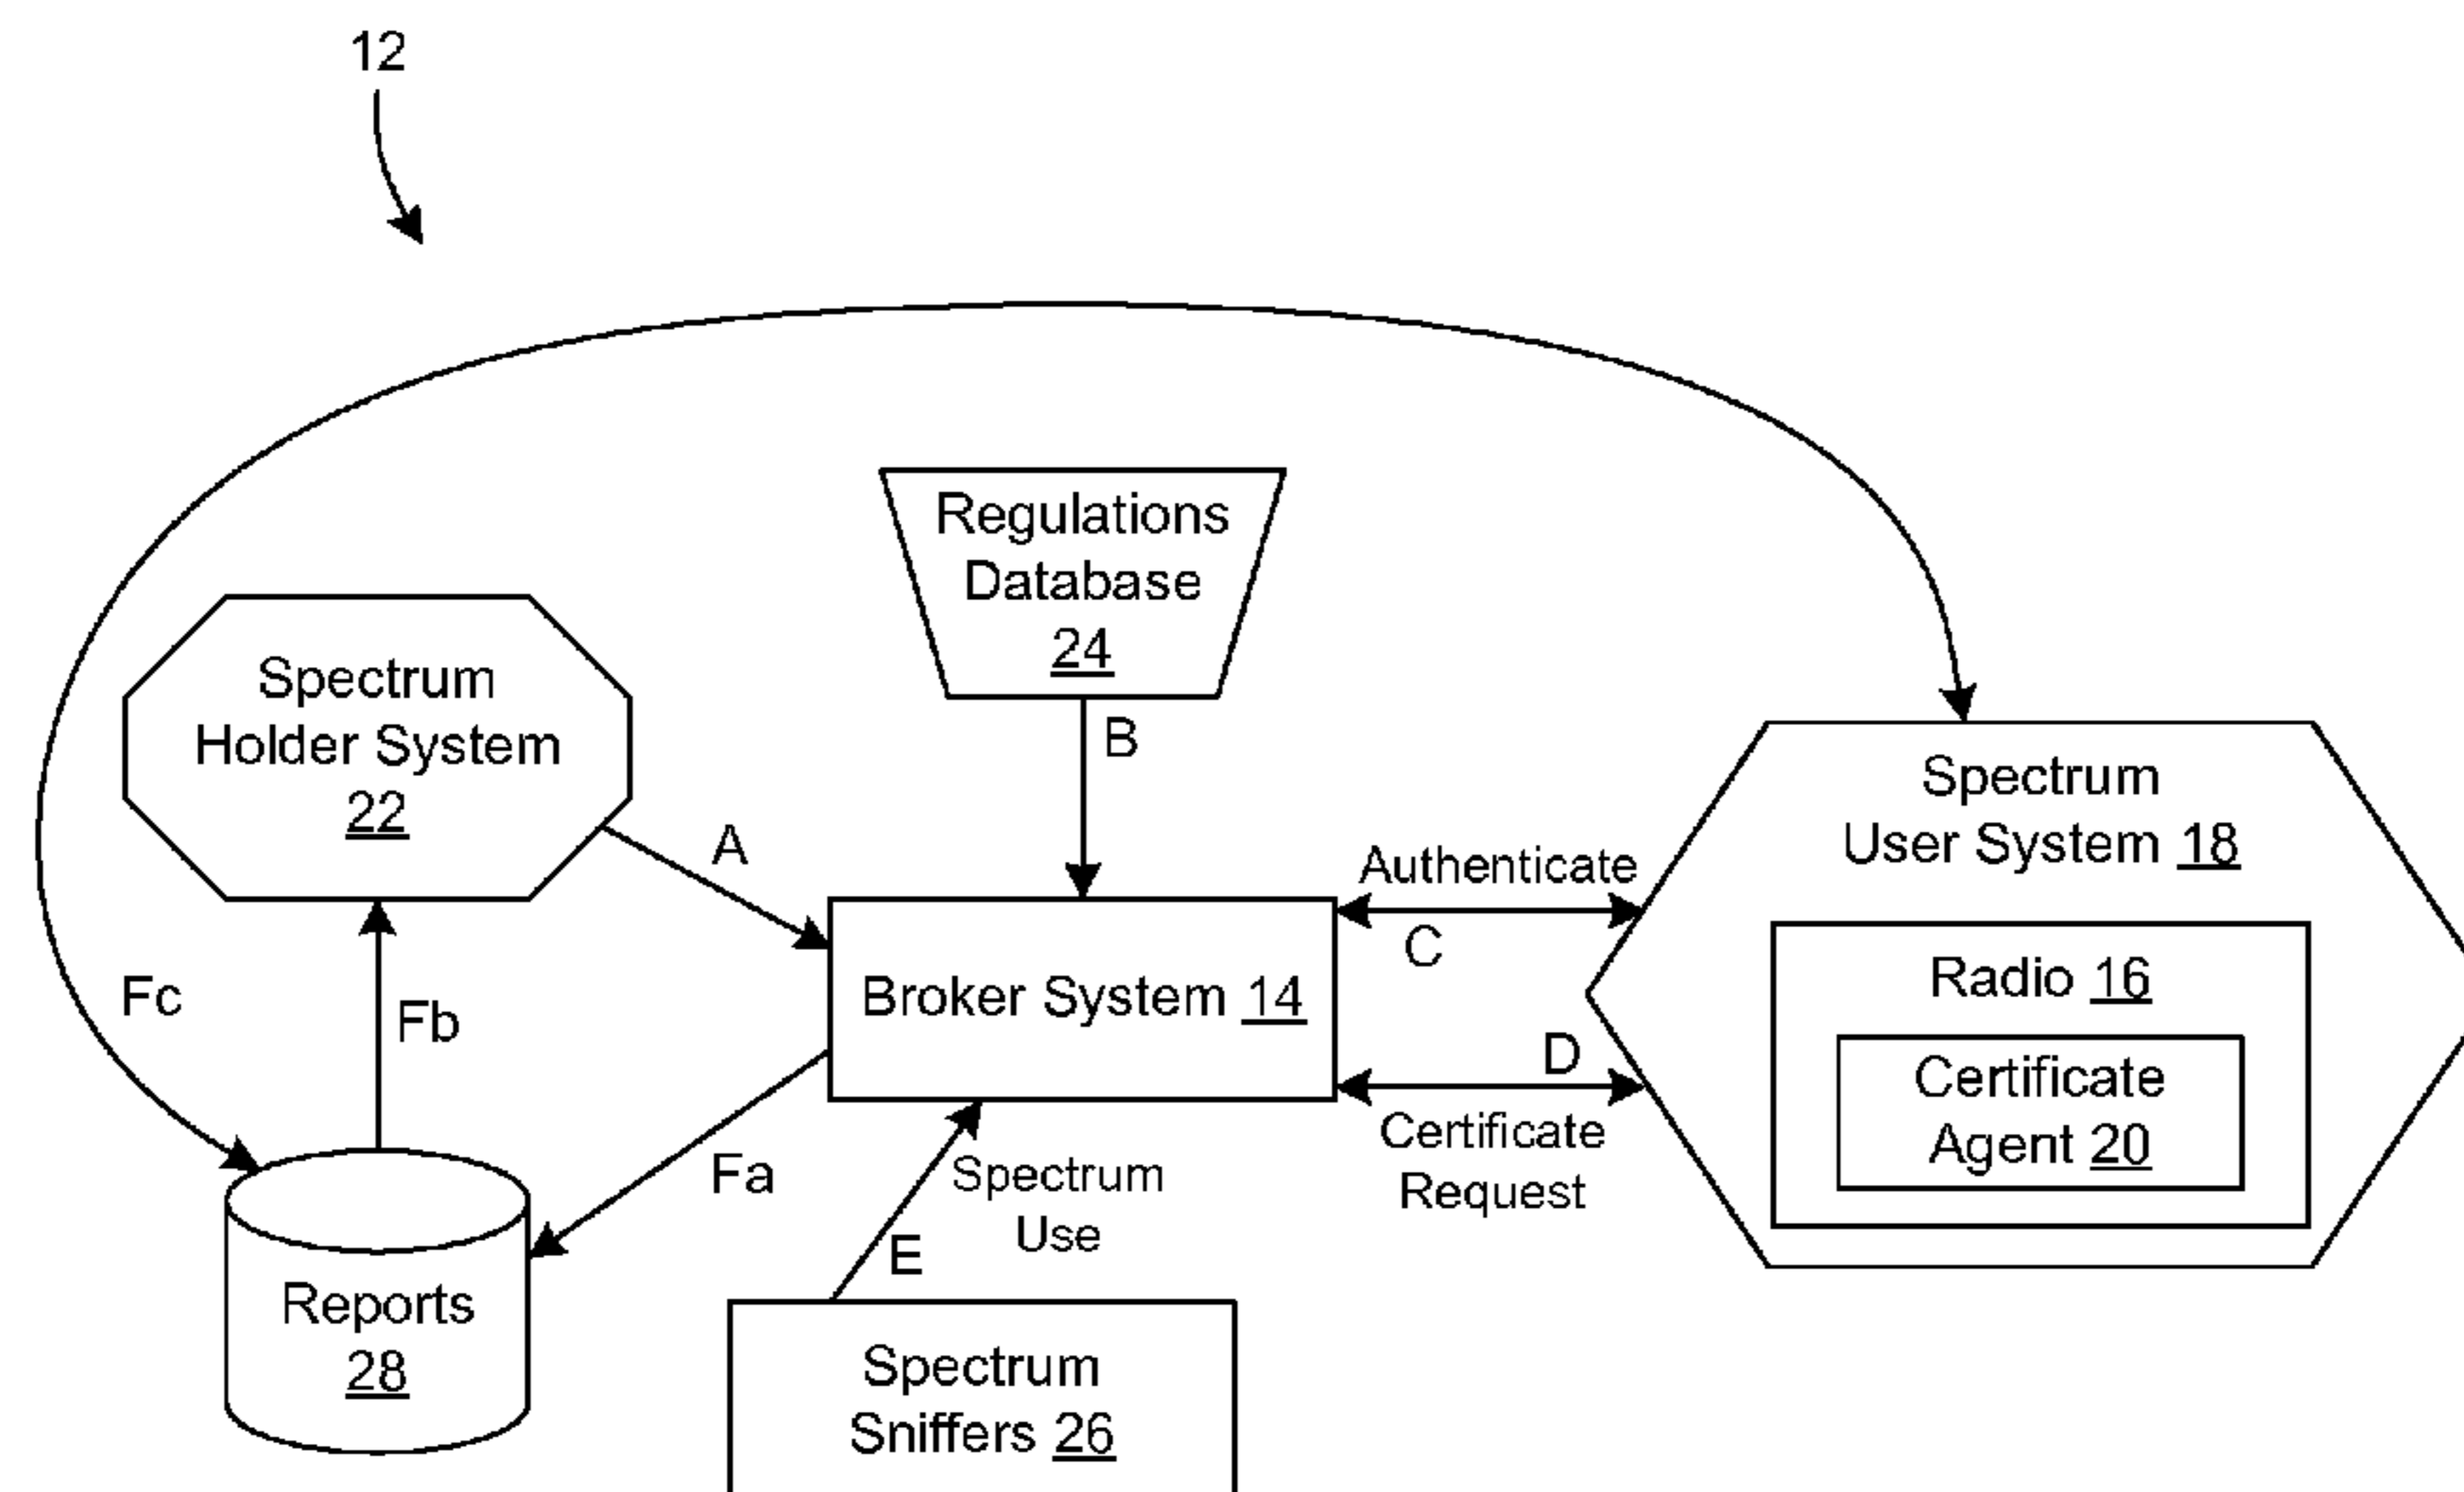 12
Regulations
Database
24
Spectrum
Holder System
22
B
A
Spectrum
User System 18
Authenticate
C
Radio 16
Broker System 14
Fc
Fb
D
Certificate
Agent 20
Certificate
Request
Fa
Spectrum
Use
E
Reports
28
Spectrum
Sniffers 26